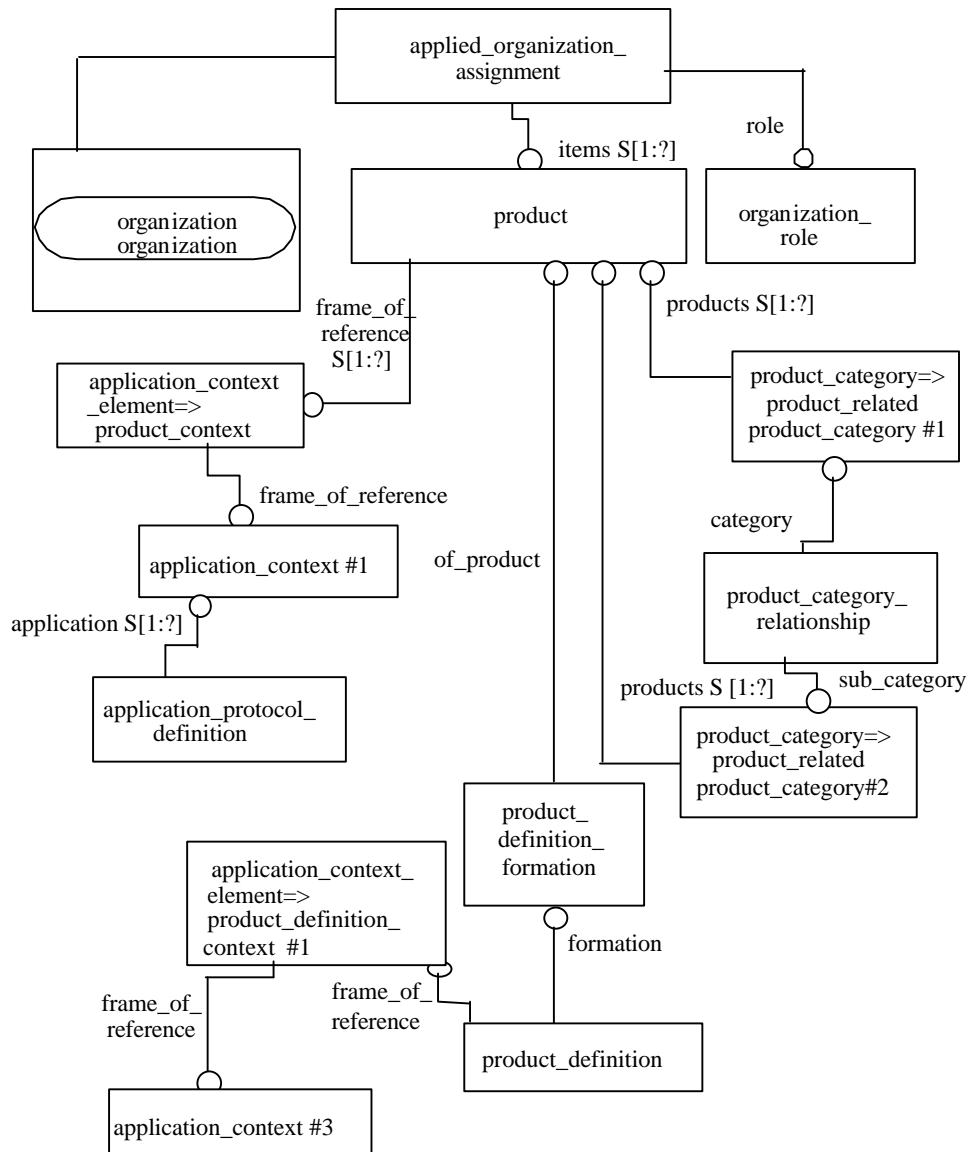 applied_organization_
assignment
role
items S[1:?]
organization
organization
product
organization_
role
frame_of_
reference
S[1:?]
products S[1:?]
application_context
_element=>
product_context
product_category=>
product_related
product_category #1
frame_of_reference
category
of_product
application_context #1
application S[1:?]
product_category_
relationship
sub_category
products S [1:?]
application_protocol_
definition
product_category=>
product_related
product_category#2
product_
definition_
formation
application_context_
element=>
product_definition_
context #1
formation
frame_of_
reference
frame_of_
reference
product_definition
application_context #3